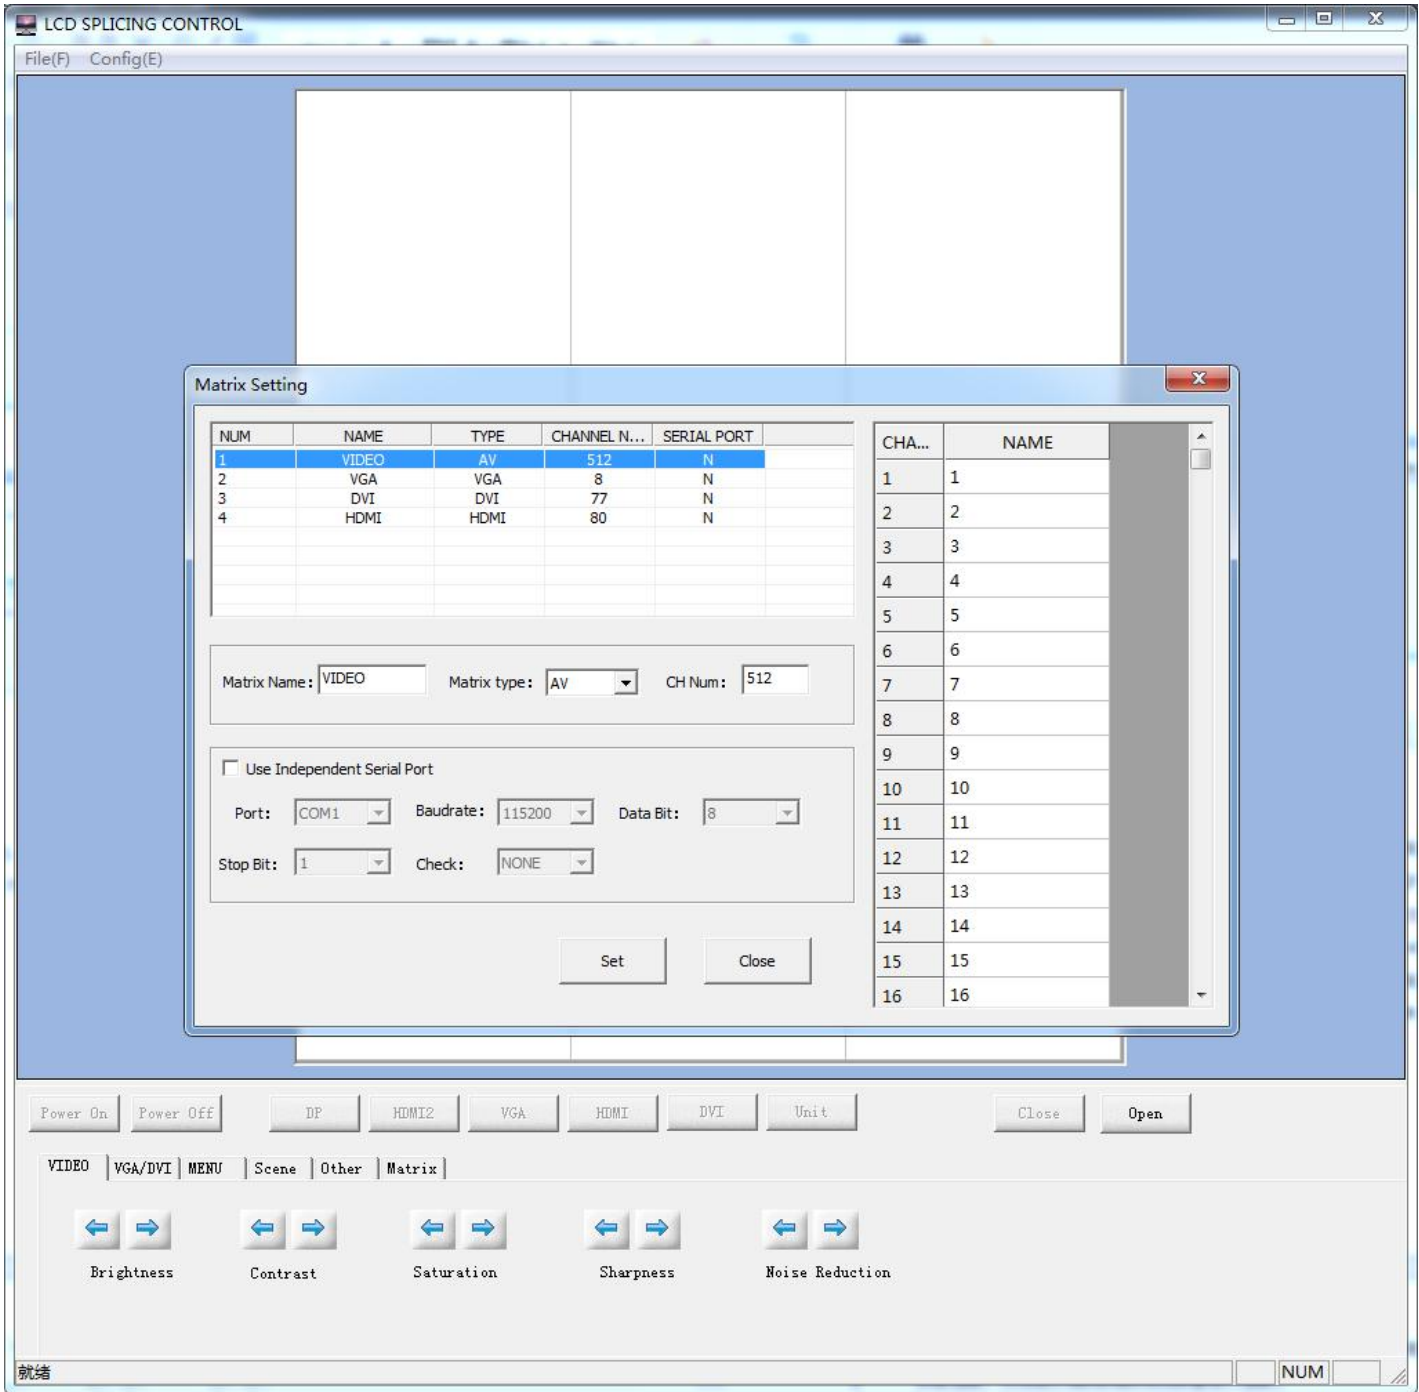 LCD SPLICING CONTROL
File(F) Config(E)
Matrix Setting
NUM NAME TYPE CHANNEL N... SERIAL PORT
1 VIDEO AV 512 N
2 VGA VGA 8 N
3 DVI DVI 77 N
4 HDMI HDMI 80 N
Matrix Name: VIDEO Matrix type: AV CH Num: 512
Use Independent Serial Port
Port: COM1 Baudrate: 115200 Data Bit: 8
Stop Bit: 1 Check: NONE
Set Close
CHA... NAME
1 1
2 2
3 3
4 4
5 5
6 6
7 7
8 8
9 9
10 10
11 11
12 12
13 13
14 14
15 15
16 16
Power On Power Off DP HDMI2 VGA HDMI DVI Unit Close Open
VIDEO VGA/DVI MENU Scene Other Matrix
Brightness Contrast Saturation Sharpness Noise Reduction
就绪 NUM